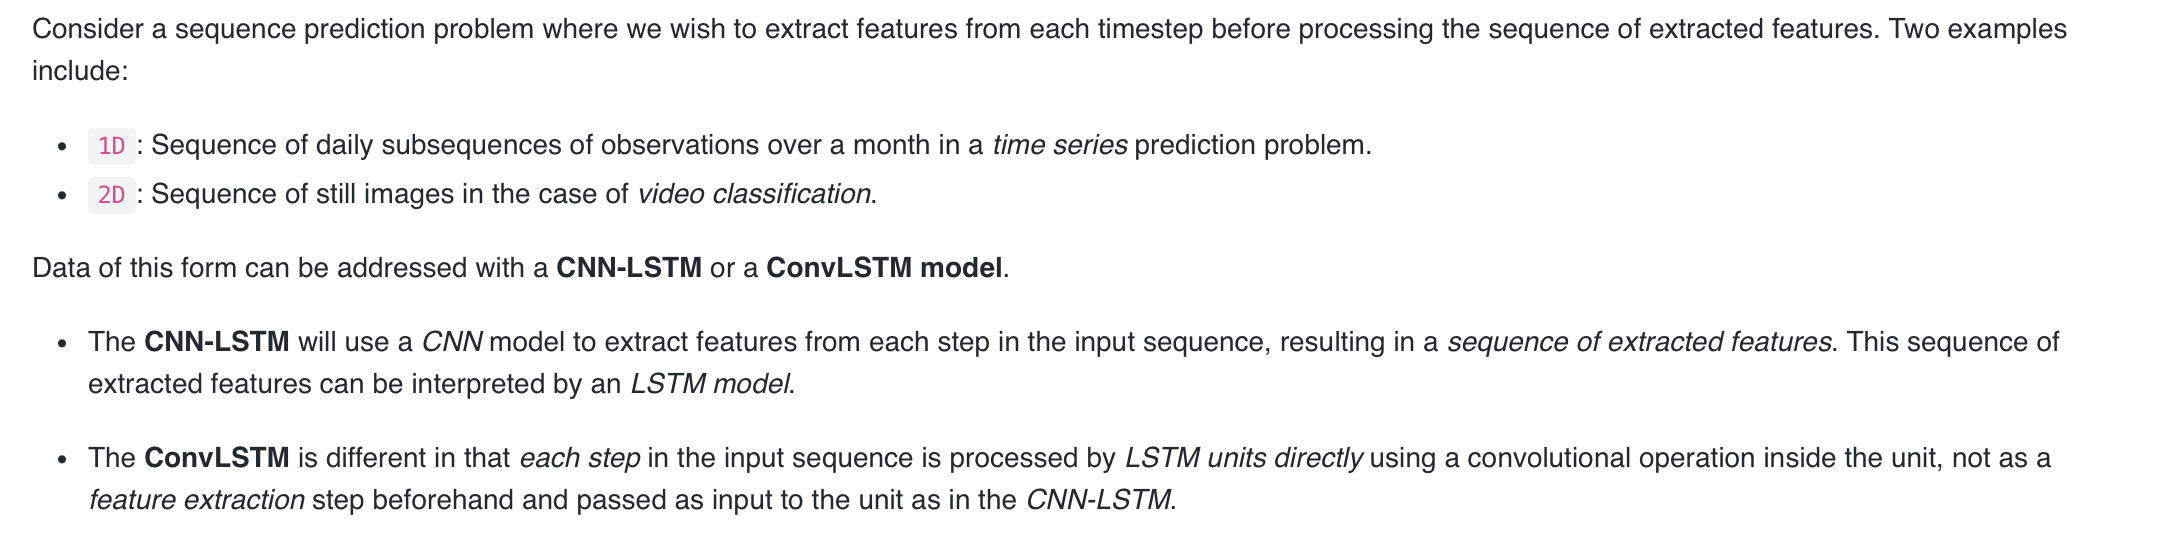 Consider a sequence prediction problem where we wish to extract features from each timestep before processing the sequence of extracted features. Two examples
include:
• 1D : Sequence of daily subsequences of observations over a month in a time series prediction problem.
• 2D : Sequence of still images in the case of video classification.
Data of this form can be addressed with a CNN-LSTM or a ConvLSTM model.
• The CNN-LSTM will use a CNN model to extract features from each step in the input sequence, resulting in a sequence of extracted features. This sequence of
extracted features can be interpreted by an LSTM model.
• The ConvLSTM is different in that each step in the input sequence is processed by LSTM units directly using a convolutional operation inside the unit, not as a
feature extraction step beforehand and passed as input to the unit as in the CNN-LSTM.